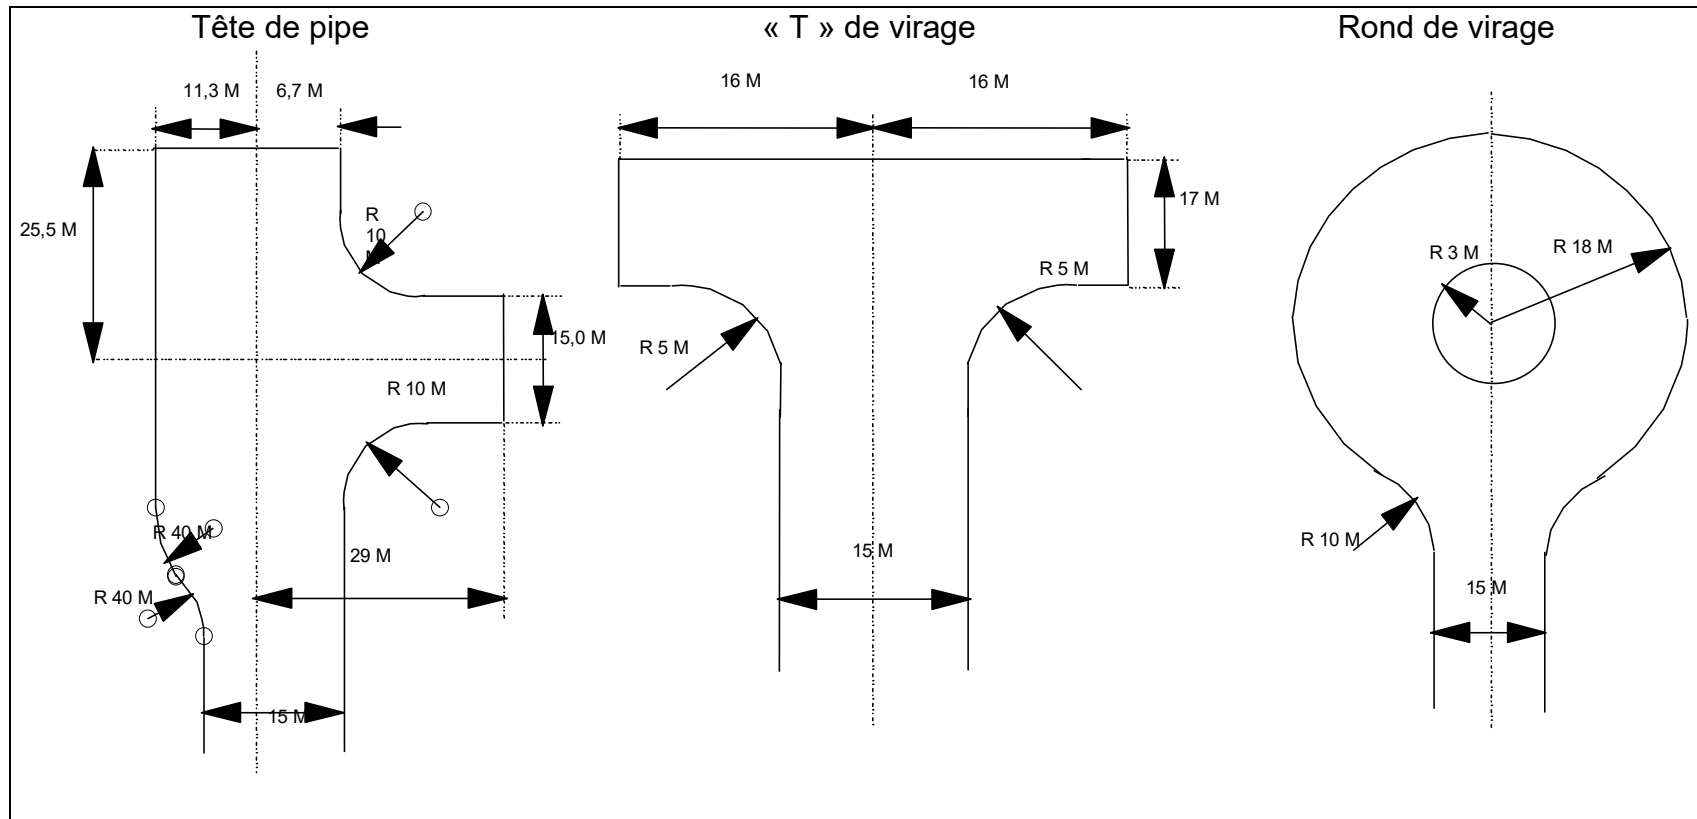 Tête de pipe
11,3 M 6,7 M
25,5 M
R
10
M
15,0 M
R 10 M
R 40 M
29 M
R 40 M
15 M
« T » de virage
16 M 16 M
17 M
R 5 M
R 5 M
15 M
Rond de virage
R 3 M R 18 M
R 10 M
15 M